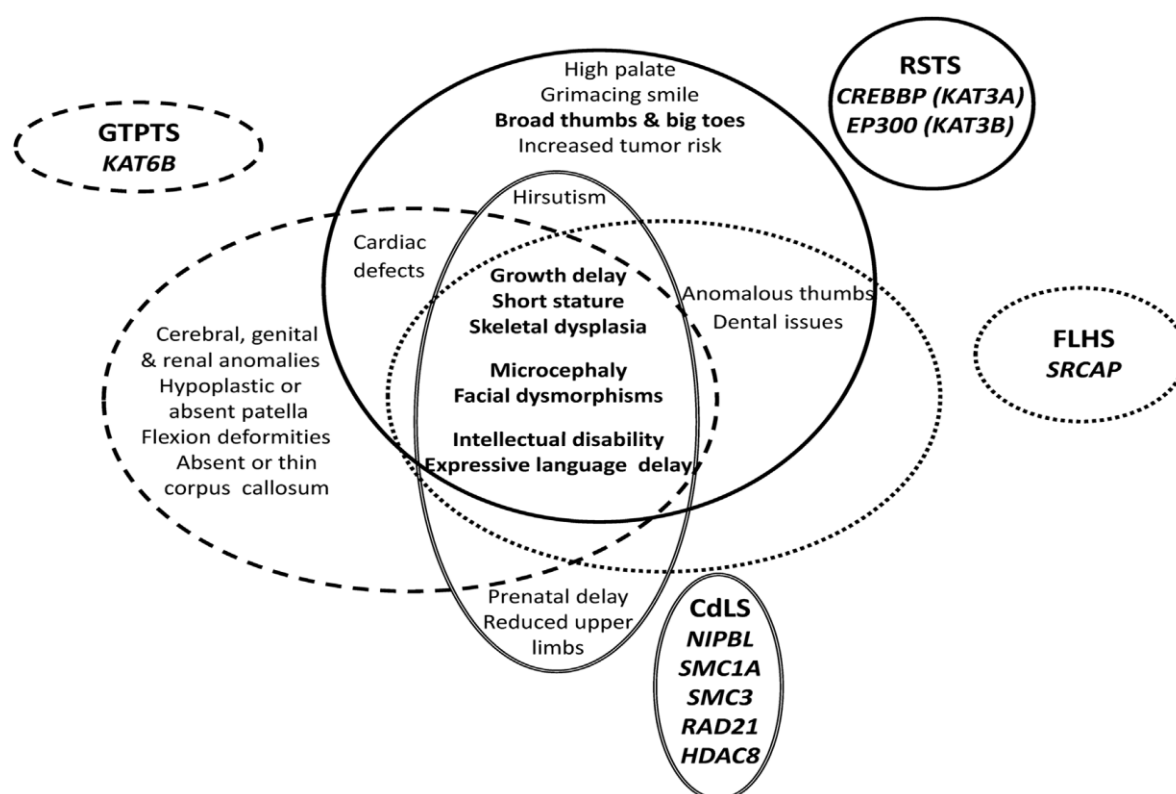 High palate
Grimacing smile
Broad thumbs & big toes
Increased tumor risk
RSTS
CREBBP (KAT3A)
EP300 (KAT3B)
GTPTS
KAT6B
Hirsutism
Cardiac
defects
Growth delay
Short stature
Skeletal dysplasia
Microcephaly
Facial dysmorphisms
Intellectual disability
Expressive language delay
Anomalous thumbs
Dental issues
FLHS
SRCAP
Cerebral, genital
& renal anomalies
Hypoplastic or
absent patella
Flexion deformities
Absent or thin
corpus callosum
Prenatal delay
Reduced upper
limbs
CdLS
NIPBL
SMC1A
SMC3
RAD21
HDAC8